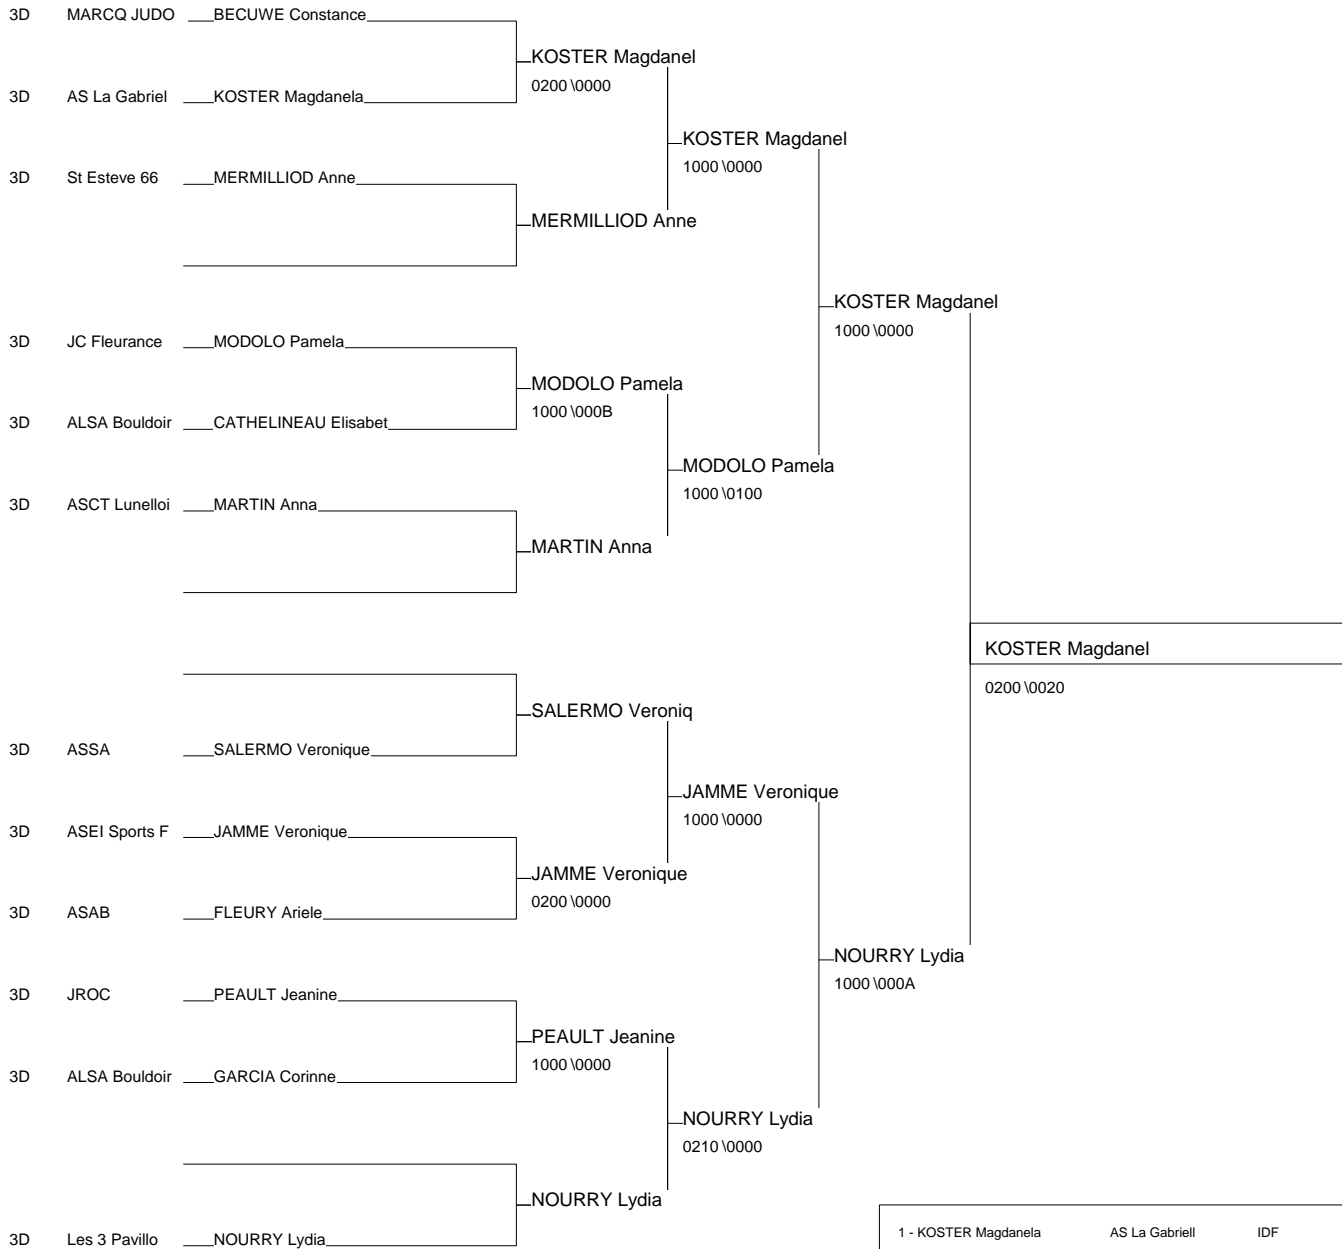 3D MARCQ JUDO BECUWE Constance
KOSTER Magdanel
0200 \0000
3D AS La Gabriel KOSTER Magdanela
KOSTER Magdanel
1000 \0000
3D St Esteve 66 MERMILLIOD Anne
MERMILLIOD Anne
KOSTER Magdanel
1000 \0000
3D JC Fleurance MODOLO Pamela
MODOLO Pamela
1000 \000B
3D ALSA Bouldoir CATHELINEAU Elisabet
MODOLO Pamela
1000 \0100
3D ASCT Lunelloi MARTIN Anna
MARTIN Anna
KOSTER Magdanel
0200 \0020
SALERMO Veroniq
3D ASSA SALERMO Veronique
JAMME Veronique
1000 \0000
3D ASEI Sports F JAMME Veronique
JAMME Veronique
0200 \0000
3D ASAB FLEURY Ariele
NOURRY Lydia
1000 \000A
3D JROC PEAULT Jeanine
PEAULT Jeanine
1000 \0000
3D ALSA Bouldoir GARCIA Corinne
NOURRY Lydia
0210 \0000
NOURRY Lydia
3D Les 3 Pavillo NOURRY Lydia
1 - KOSTER Magdanela AS La Gabriell IDF